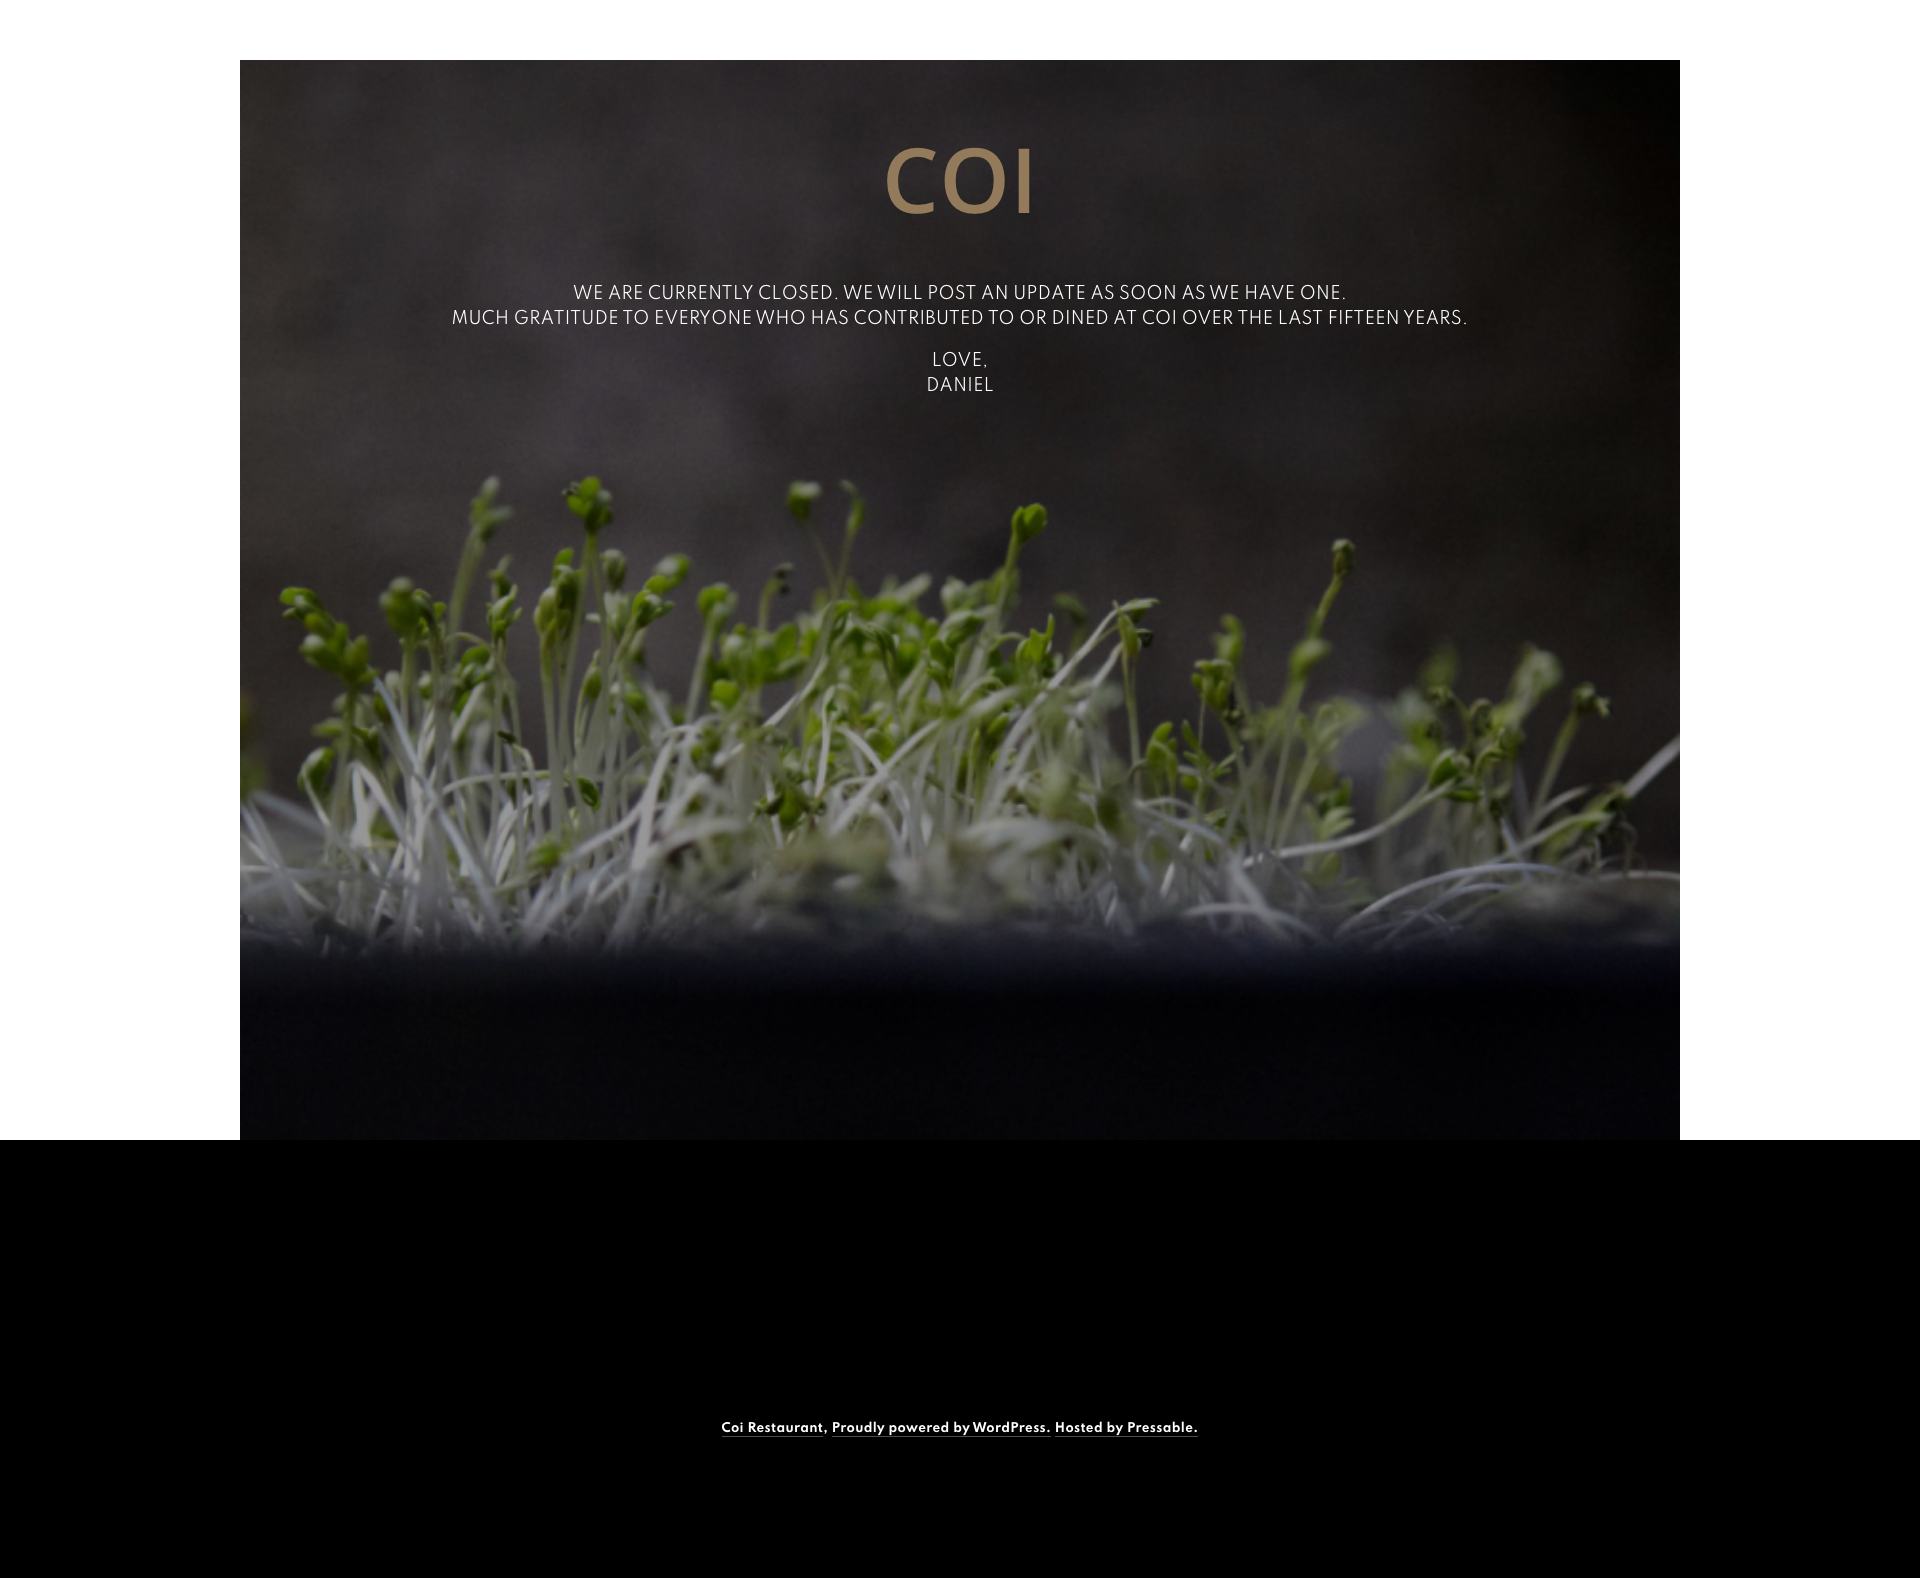 COI
WE ARE CURRENTLY CLOSED. WE WILL POST AN UPDATE AS SOON AS WE HAVE ONE.
MUCH GRATITUDE TO EVERYONE WHO HAS CONTRIBUTED TO OR DINED AT COI OVER THE LAST FIFTEEN YEARS.
LOVE,
DANIEL
Coi Restaurant, Proudly powered by WordPress. Hosted by Pressable.